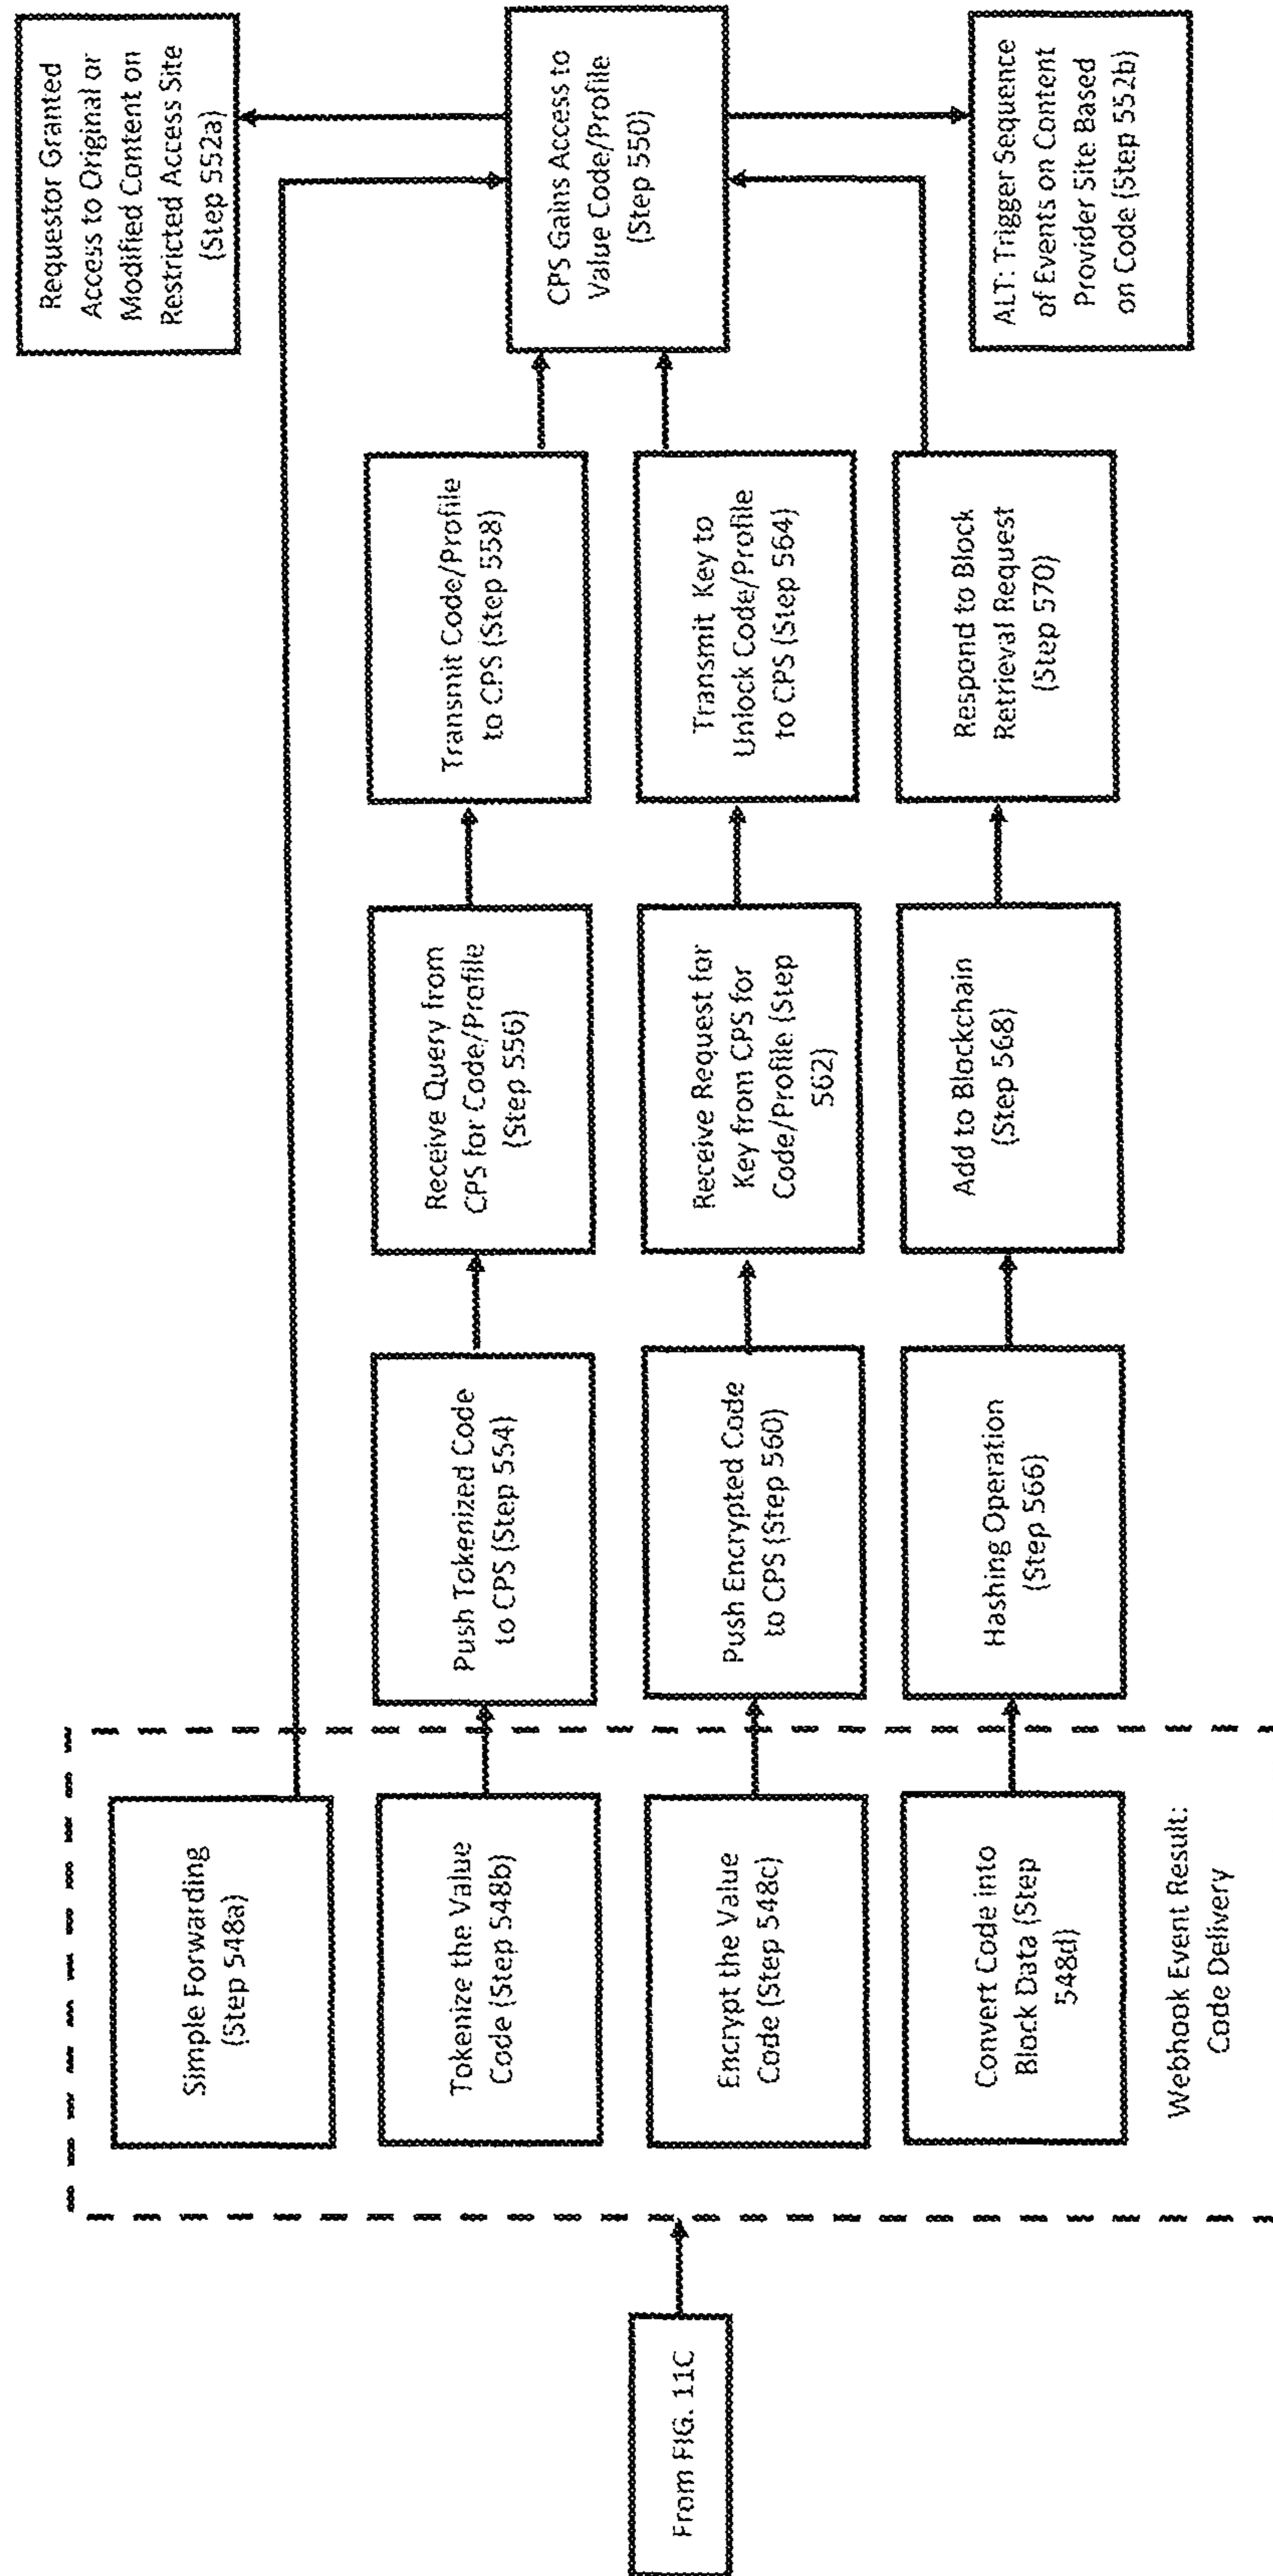 From FIG. 11C
Simple Forwarding
(Step 548a)
Tokenize the Value
Code (Step 548b)
Encrypt the Value
Code (Step 548c)
Convert Code into
Block Data (Step
548d)
Webhook Event Result:
Code Delivery
Push Tokenized Code
to CPS (Step 554)
Push Encrypted Code
to CPS (Step 560)
Hashing Operation
(Step 566)
Receive Query from
CPS for Code/Profile
(Step 556)
Receive Request for
Key from CPS for
Code/Profile (Step
562)
Add to Blockchain
(Step 568)
Transmit Code/Profile
to CPS (Step 558)
Transmit Key to
Unlock Code/Profile
to CPS (Step 564)
Respond to Block
Retrieval Request
(Step 570)
Requestor Granted
Access to Original or
Modified Content on
Restricted Access Site
(Step 552a)
CPS Gains Access to
Value Code/Profile
(Step 550)
ALT: Trigger Sequence
of Events on Content
Provider Site Based
on Code (Step 552b)